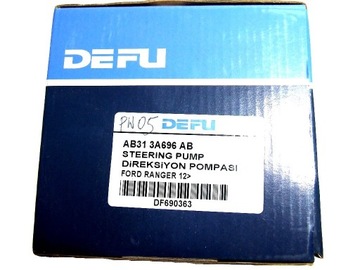 DEFU
PW05 DEFU
AB31 3A696 AB
STEERING PUMP
DiREKSiYON POMPASI
FORD RANGER 12>
DF690363